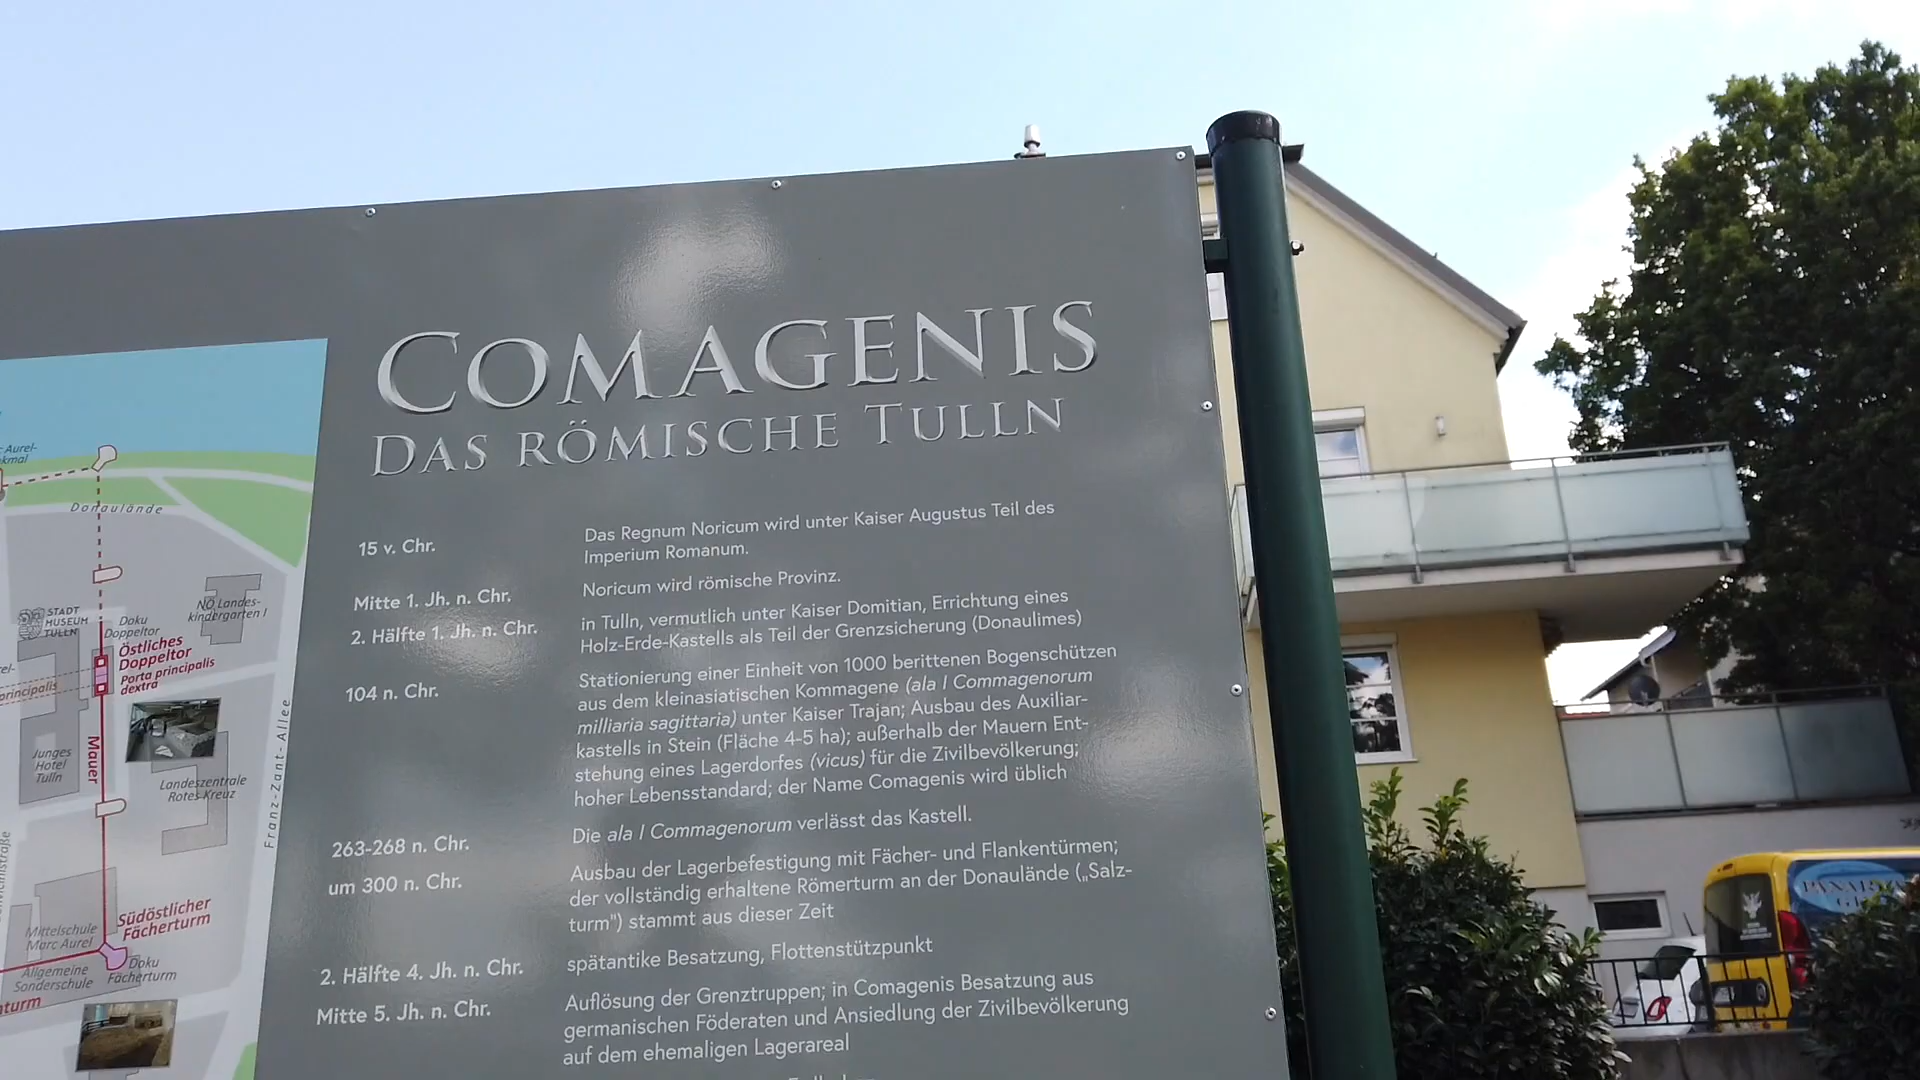 COMAGENIS
DAS RÖMISCHE TULLN
15 v. Chr.
Das Regnum Noricum wird unter Kaiser Augustus Teil des
Imperium Romanum.
Mitte 1. Jh. n. Chr.
Noricum wird römische Provinz.
2. Hälfte 1. Jh. n. Chr.
in Tulln, vermutlich unter Kaiser Domitian, Errichtung eines
Holz-Erde-Kastells als Teil der Grenzsicherung (Donaulimes)
104 n. Chr.
Stationierung einer Einheit von 1000 berittenen Bogenschützen
aus dem kleinasiatischen Kommagene (ala I Commagenorum
milliaria sagittaria) unter Kaiser Trajan; Ausbau des Auxiliar-
kastells in Stein (Fläche 4-5 ha); außerhalb der Mauern Ent-
stehung eines Lagerdorfes (vicus) für die Zivilbevölkerung;
hoher Lebensstandard; der Name Comagenis wird üblich
263-268 n. Chr.
Die ala I Commagenorum verlässt das Kastell.
um 300 n. Chr.
Ausbau der Lagerbefestigung mit Fächer- und Flankentürmen;
der vollständig erhaltene Römerturm an der Donaulände („Salz-
turm") stammt aus dieser Zeit
2. Hälfte 4. Jh. n. Chr.
spätantike Besatzung, Flottenstützpunkt
Mitte 5. Jh. n. Chr.
Auflösung der Grenztruppen; in Comagenis Besatzung aus
germanischen Föderaten und Ansiedlung der Zivilbevölkerung
auf dem ehemaligen Lagerareal
Donaulände
STADT
MUSEUM
TULLN
NÖ Landes-
kindergarten I
Doku
Doppeltor
Östliches
Doppeltor
Porta principalis
dextra
principalis
Mauer
Junges
Hotel
Tulln
Landeszentrale
Rotes Kreuz
Franz-Zant-Allee
Südöstlicher
Fächerturm
Mittelschule
Marc Aurel
Allgemeine
Sonderschule
Doku
Fächerturm